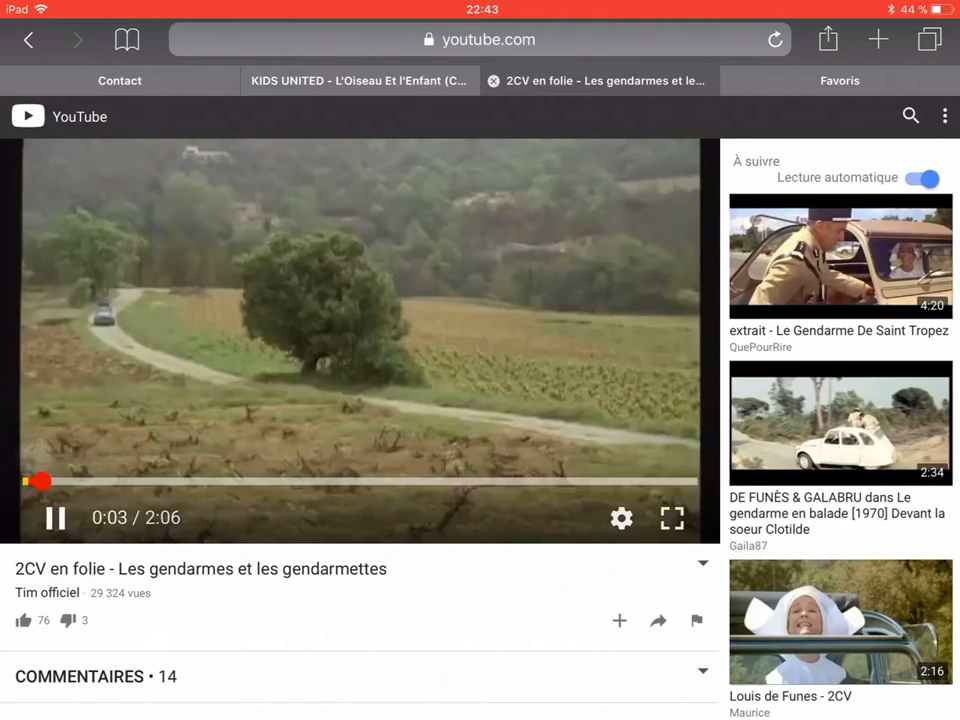 iPad
22:43
44 %
youtube.com
Contact
KIDS UNITED - L'Oiseau Et l'Enfant (C...
2CV en folie - Les gendarmes et le...
Favoris
YouTube
À suivre
Lecture automatique
4:20
extrait - Le Gendarme De Saint Tropez
QuePourRire
2:34
DE FUNÈS & GALABRU dans Le
gendarme en balade [1970] Devant la
soeur Clotilde
Gaila87
2:16
Louis de Funes - 2CV
Maurice
0:03 / 2:06
2CV en folie - Les gendarmes et les gendarmettes
Tim officiel · 29 324 vues
76
3
COMMENTAIRES • 14